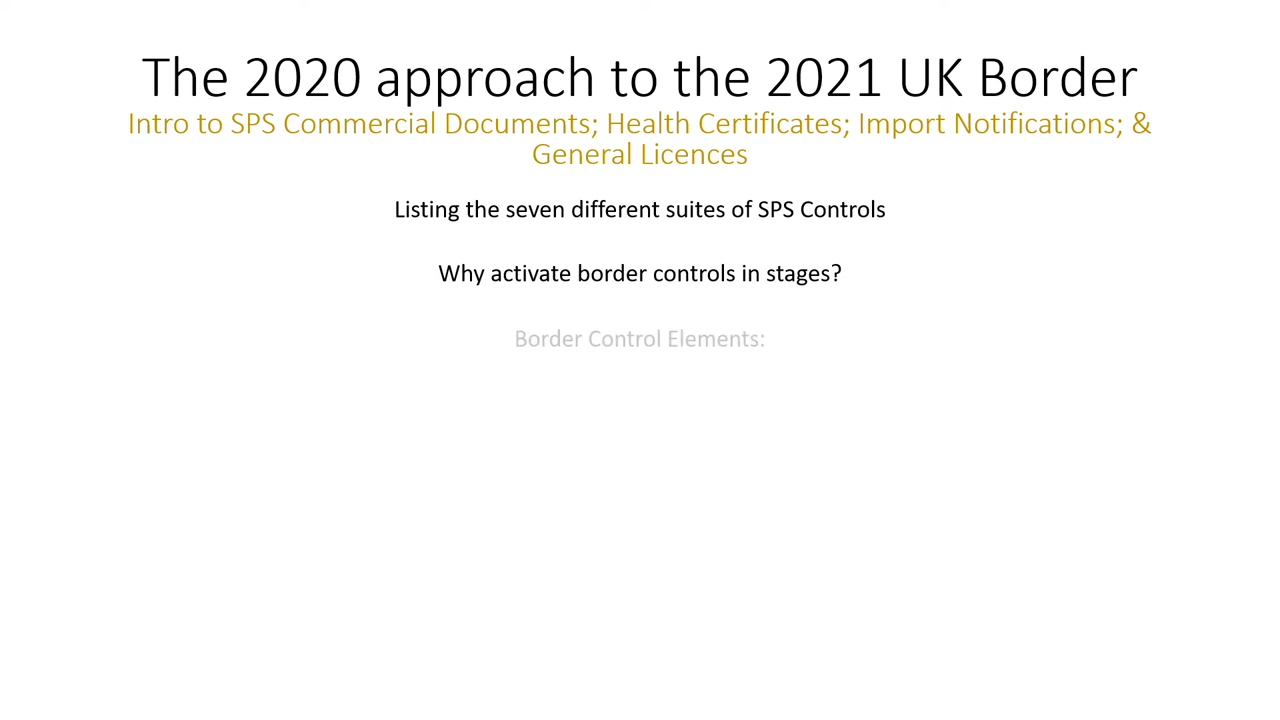 The 2020 approach to the 2021 UK Border
Intro to SPS Commercial Documents; Health Certificates; Import Notifications; &
General Licences
Listing the seven different suites of SPS Controls
Why activate border controls in stages?
Border Control Elements: